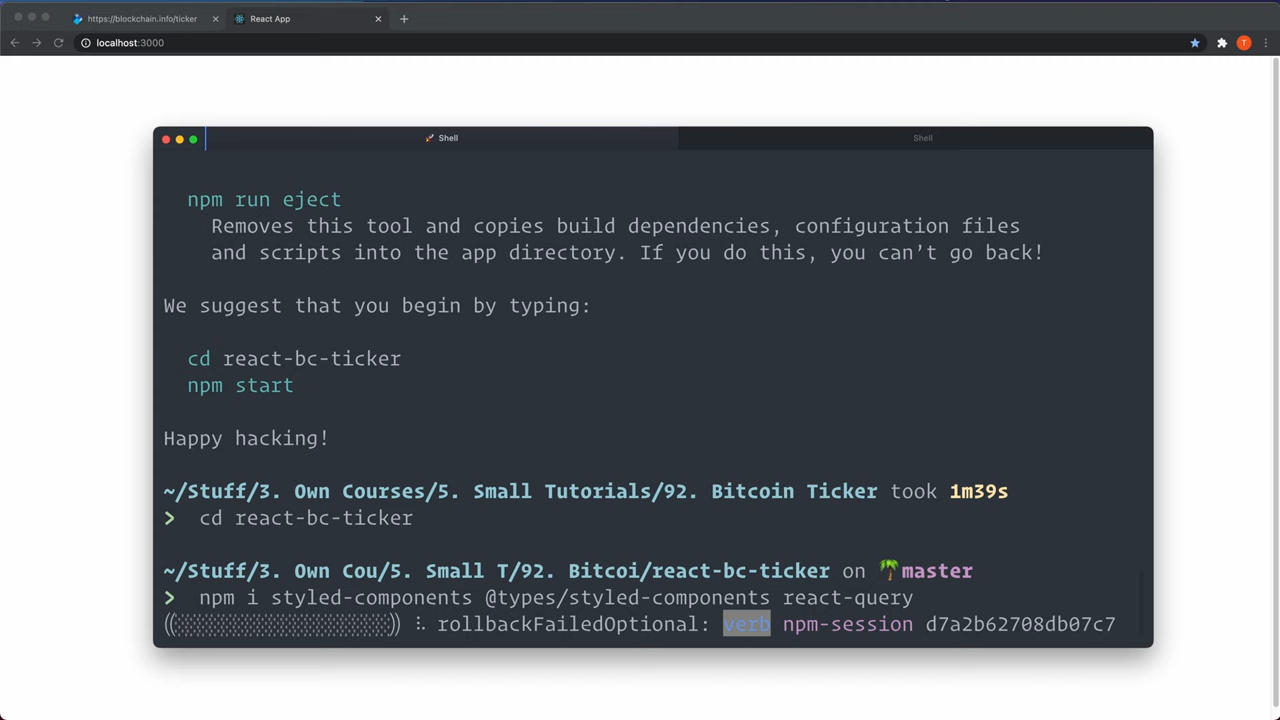 https://blockchain.info/ticker
React App
localhost:3000
T
Shell
Shell
npm run eject
Removes this tool and copies build dependencies, configuration files
and scripts into the app directory. If you do this, you can’t go back!
We suggest that you begin by typing:
cd react-bc-ticker
npm start
Happy hacking!
~/Stuff/3. Own Courses/5. Small Tutorials/92. Bitcoin Ticker took 1m39s
> cd react-bc-ticker
~/Stuff/3. Own Cou/5. Small T/92. Bitcoi/react-bc-ticker on 🌴master
> npm i styled-components @types/styled-components react-query
((░░░░░░░░░░░░░░░░░░)) ⠧ rollbackFailedOptional: verb npm-session d7a2b62708db07c7